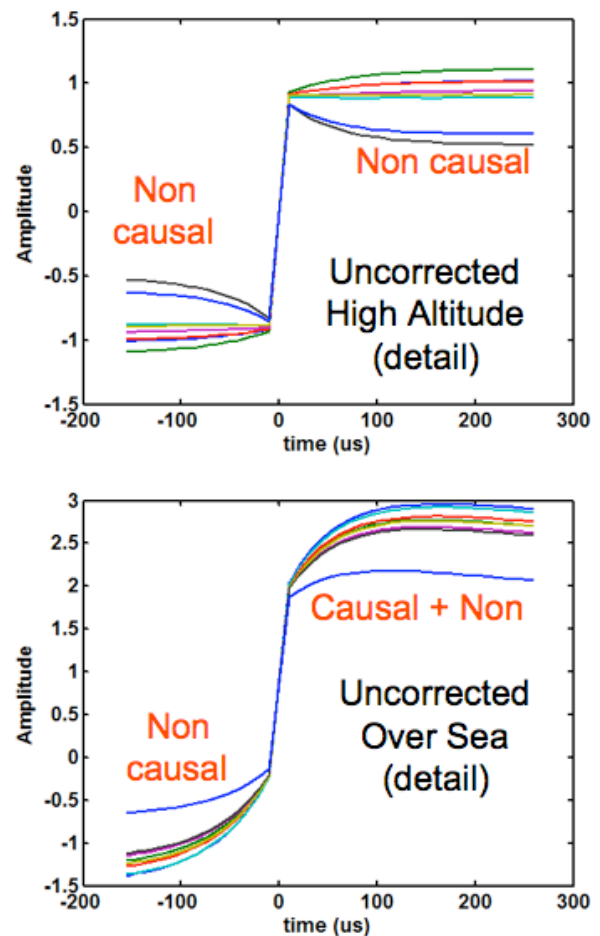 1.5
1
0.5
0
-0.5
-1
-1.5
Amplitude
Non
causal
Non causal
Uncorrected
High Altitude
(detail)
-200
-100
0
100
200
300
time (us)
3
2.5
2
1.5
1
0.5
0
-0.5
-1
-1.5
Amplitude
Causal + Non
Non
causal
Uncorrected
Over Sea
(detail)
-200
-100
0
100
200
300
time (us)